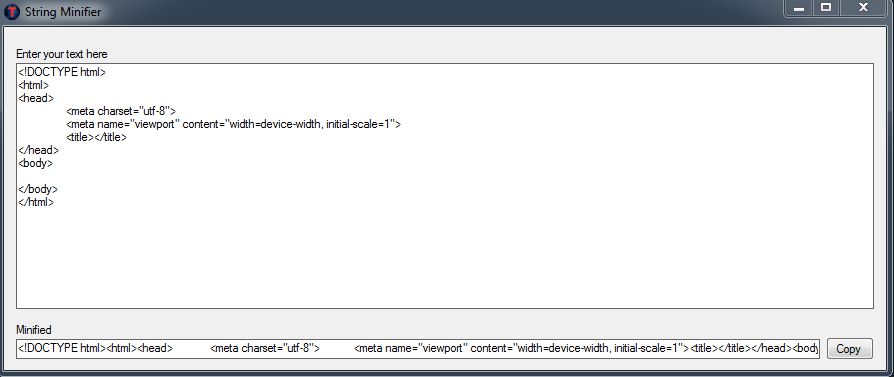 String Minifier
Enter your text here
<!DOCTYPE html>
<html>
<head>
<meta charset="utf-8">
<meta name="viewport" content="width=device-width, initial-scale=1">
<title></title>
</head>
<body>
</body>
</html>
Minified
<!DOCTYPE html><html><head> <meta charset="utf-8"> <meta name="viewport" content="width=device-width, initial-scale=1"><title></title></head><body
Copy